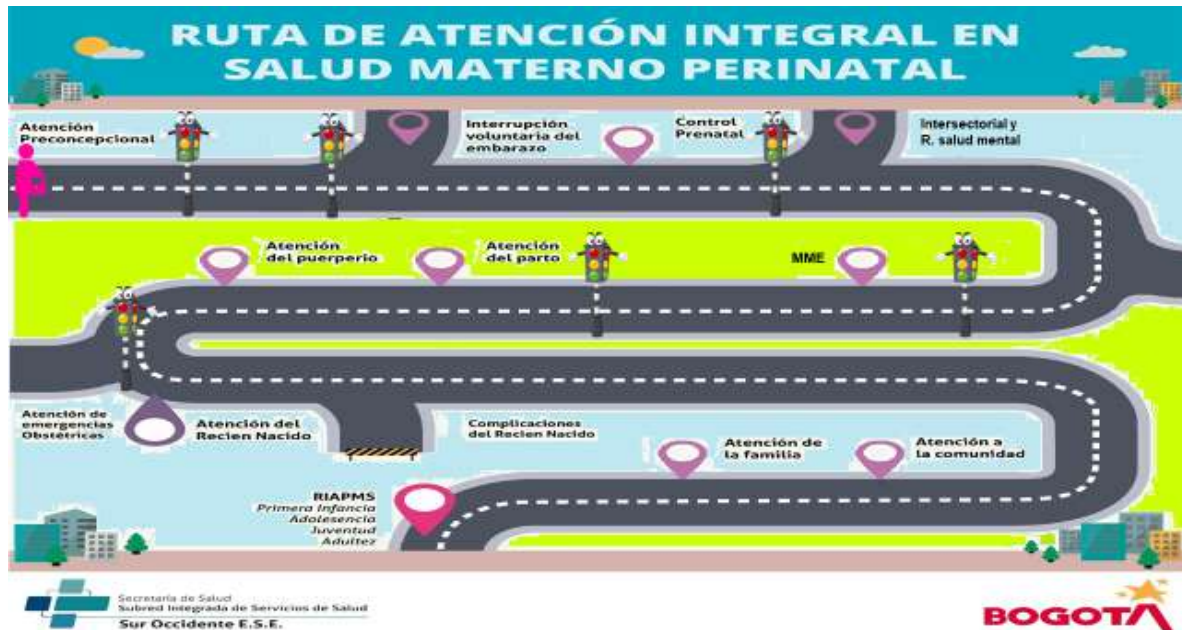 RUTA DE ATENCIÓN INTEGRAL EN
SALUD MATERNO PERINATAL
Atención
Preconcepcional
Interrupción
voluntaria del
embarazo
Control
Prenatal
Intersectorial y
R. salud mental
Atención
del puerperio
Atención
del parto
MME
Atención de
emergencias
Obstétricas
Atención del
Recien Nacido
Complicaciones
del Recien Nacido
Atención de
la familia
Atención a
la comunidad
RIAPMS
Primera Infancia
Adolesencia
Juventud
Adultez
Secretaría de Salud
Subred Integrada de Servicios de Salud
Sur Occidente E.S.E.
BOGOTÁ